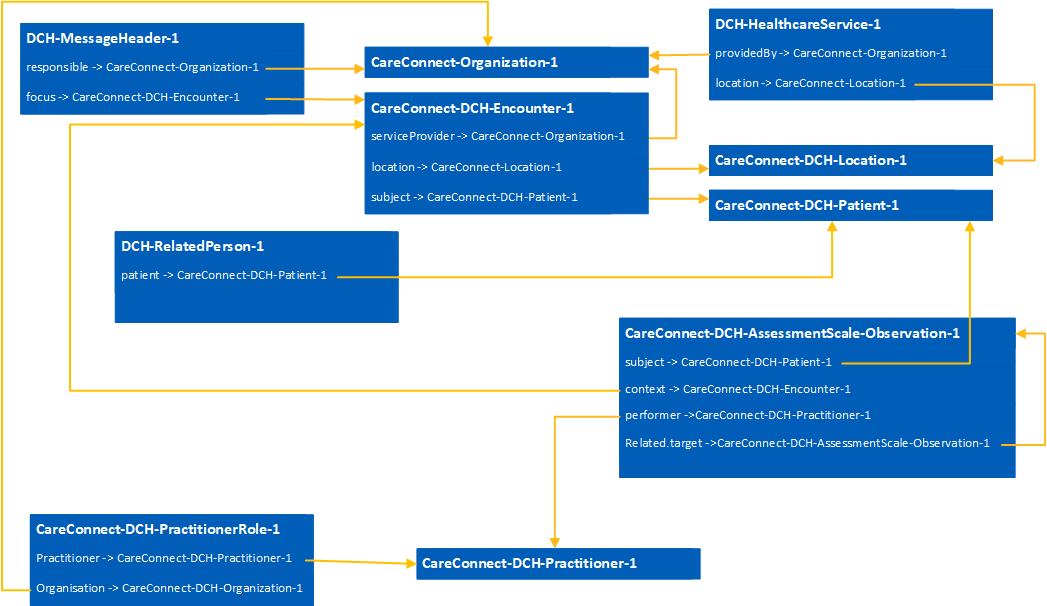 DCH-MessageHeader-1
responsible -> CareConnect-Organization-1
focus -> CareConnect-DCH-Encounter-1
CareConnect-Organization-1
DCH-HealthcareService-1
providedBy -> CareConnect-Organization-1
location -> CareConnect-Location-1
CareConnect-DCH-Encounter-1
serviceProvider -> CareConnect-Organization-1
location -> CareConnect-Location-1
subject -> CareConnect-DCH-Patient-1
CareConnect-DCH-Location-1
CareConnect-DCH-Patient-1
DCH-RelatedPerson-1
patient -> CareConnect-DCH-Patient-1
CareConnect-DCH-AssessmentScale-Observation-1
subject -> CareConnect-DCH-Patient-1
context -> CareConnect-DCH-Encounter-1
performer ->CareConnect-DCH-Practitioner-1
Related.target ->CareConnect-DCH-AssessmentScale-Observation-1
CareConnect-DCH-PractitionerRole-1
Practitioner -> CareConnect-DCH-Practitioner-1
Organisation -> CareConnect-DCH-Organization-1
CareConnect-DCH-Practitioner-1